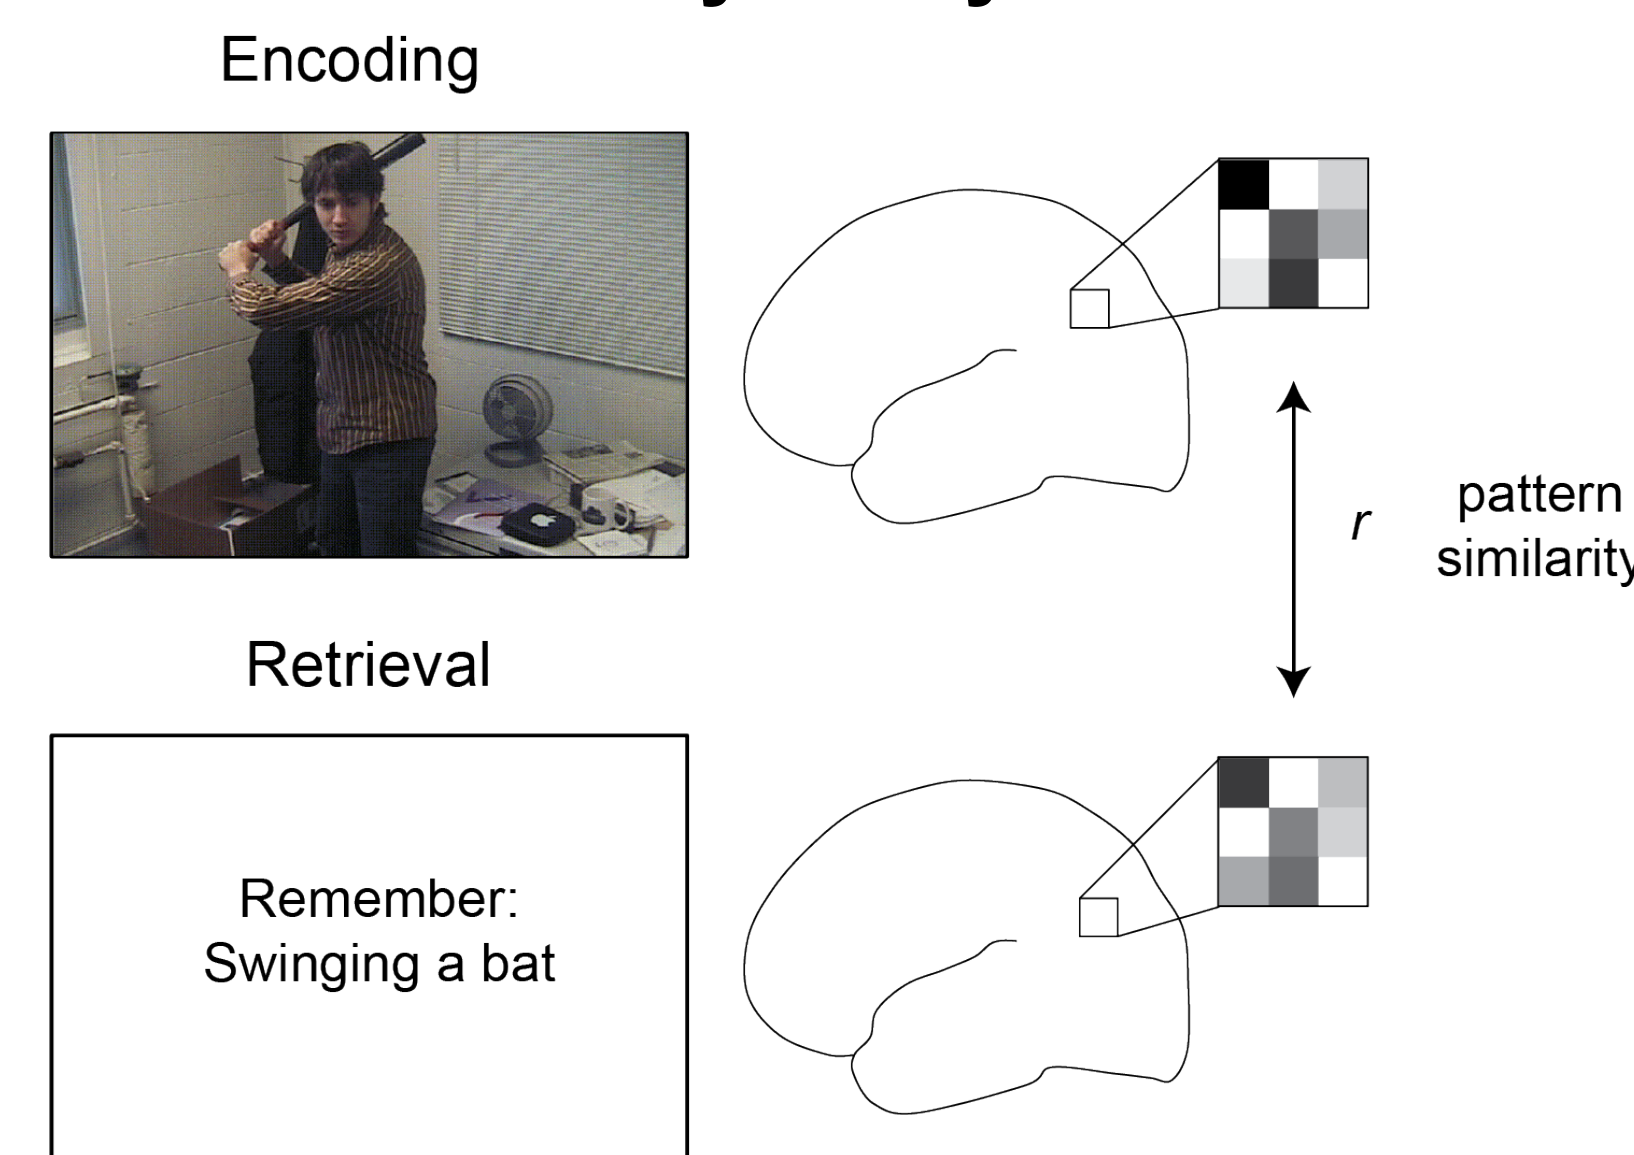 Encoding
r
pattern
similarity
Retrieval
Remember:
Swinging a bat